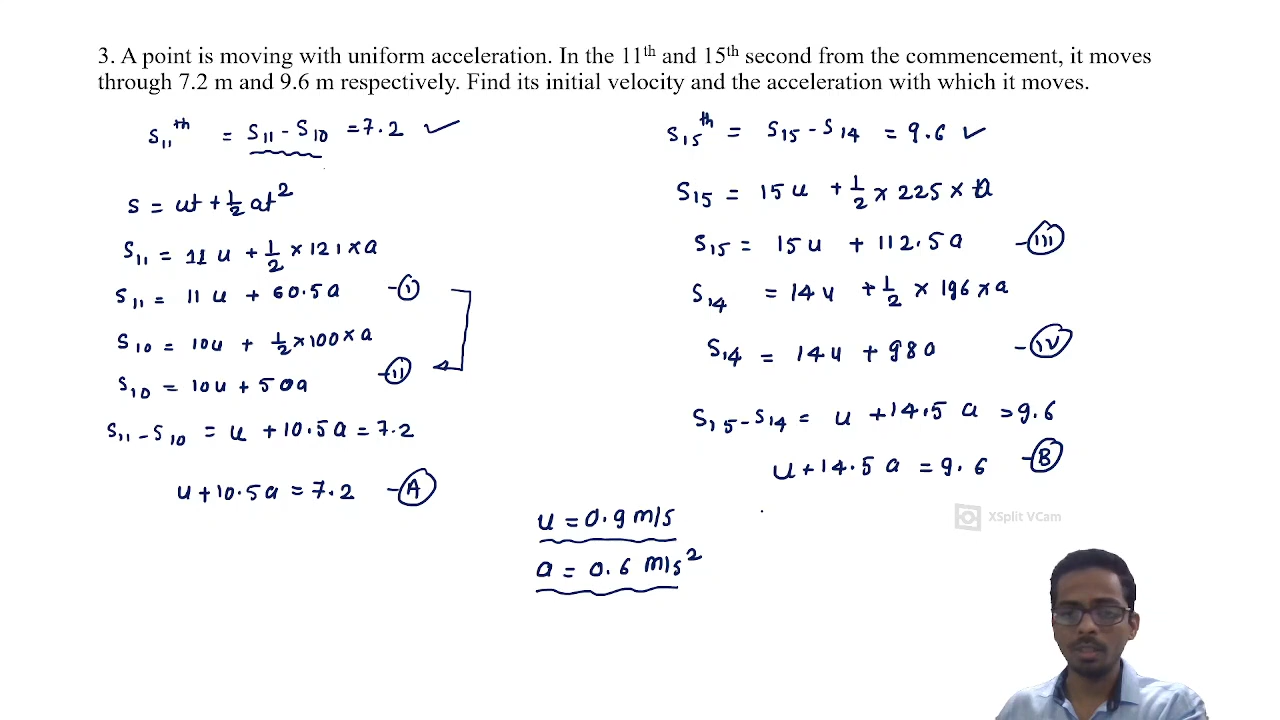 3. A point is moving with uniform acceleration. In the 11th and 15th second from the commencement, it moves
through 7.2 m and 9.6 m respectively. Find its initial velocity and the acceleration with which it moves.
S₁₁ᵗʰ = S₁₁ - S₁₀ = 7.2 ✓
S = ut + ½ at²
S₁₁ = 11 u + ½ × 121 × a
S₁₁ = 11 u + 60.5a -(i)
S₁₀ = 10u + ½ × 100 × a
S₁₀ = 10u + 50a -(ii)
S₁₁ - S₁₀ = u + 10.5a = 7.2
u + 10.5a = 7.2 -(A)
S₁₅ᵗʰ = S₁₅ - S₁₄ = 9.6 ✓
S₁₅ = 15u + ½ × 225 × a
S₁₅ = 15u + 112.5a -(iii)
S₁₄ = 14u + ½ × 196 × a
S₁₄ = 14u + 98a -(iv)
S₁₅ - S₁₄ = u + 14.5 a = 9.6
u + 14.5 a = 9.6 -(B)
u = 0.9 m/s
a = 0.6 m/s²
XSplit VCam